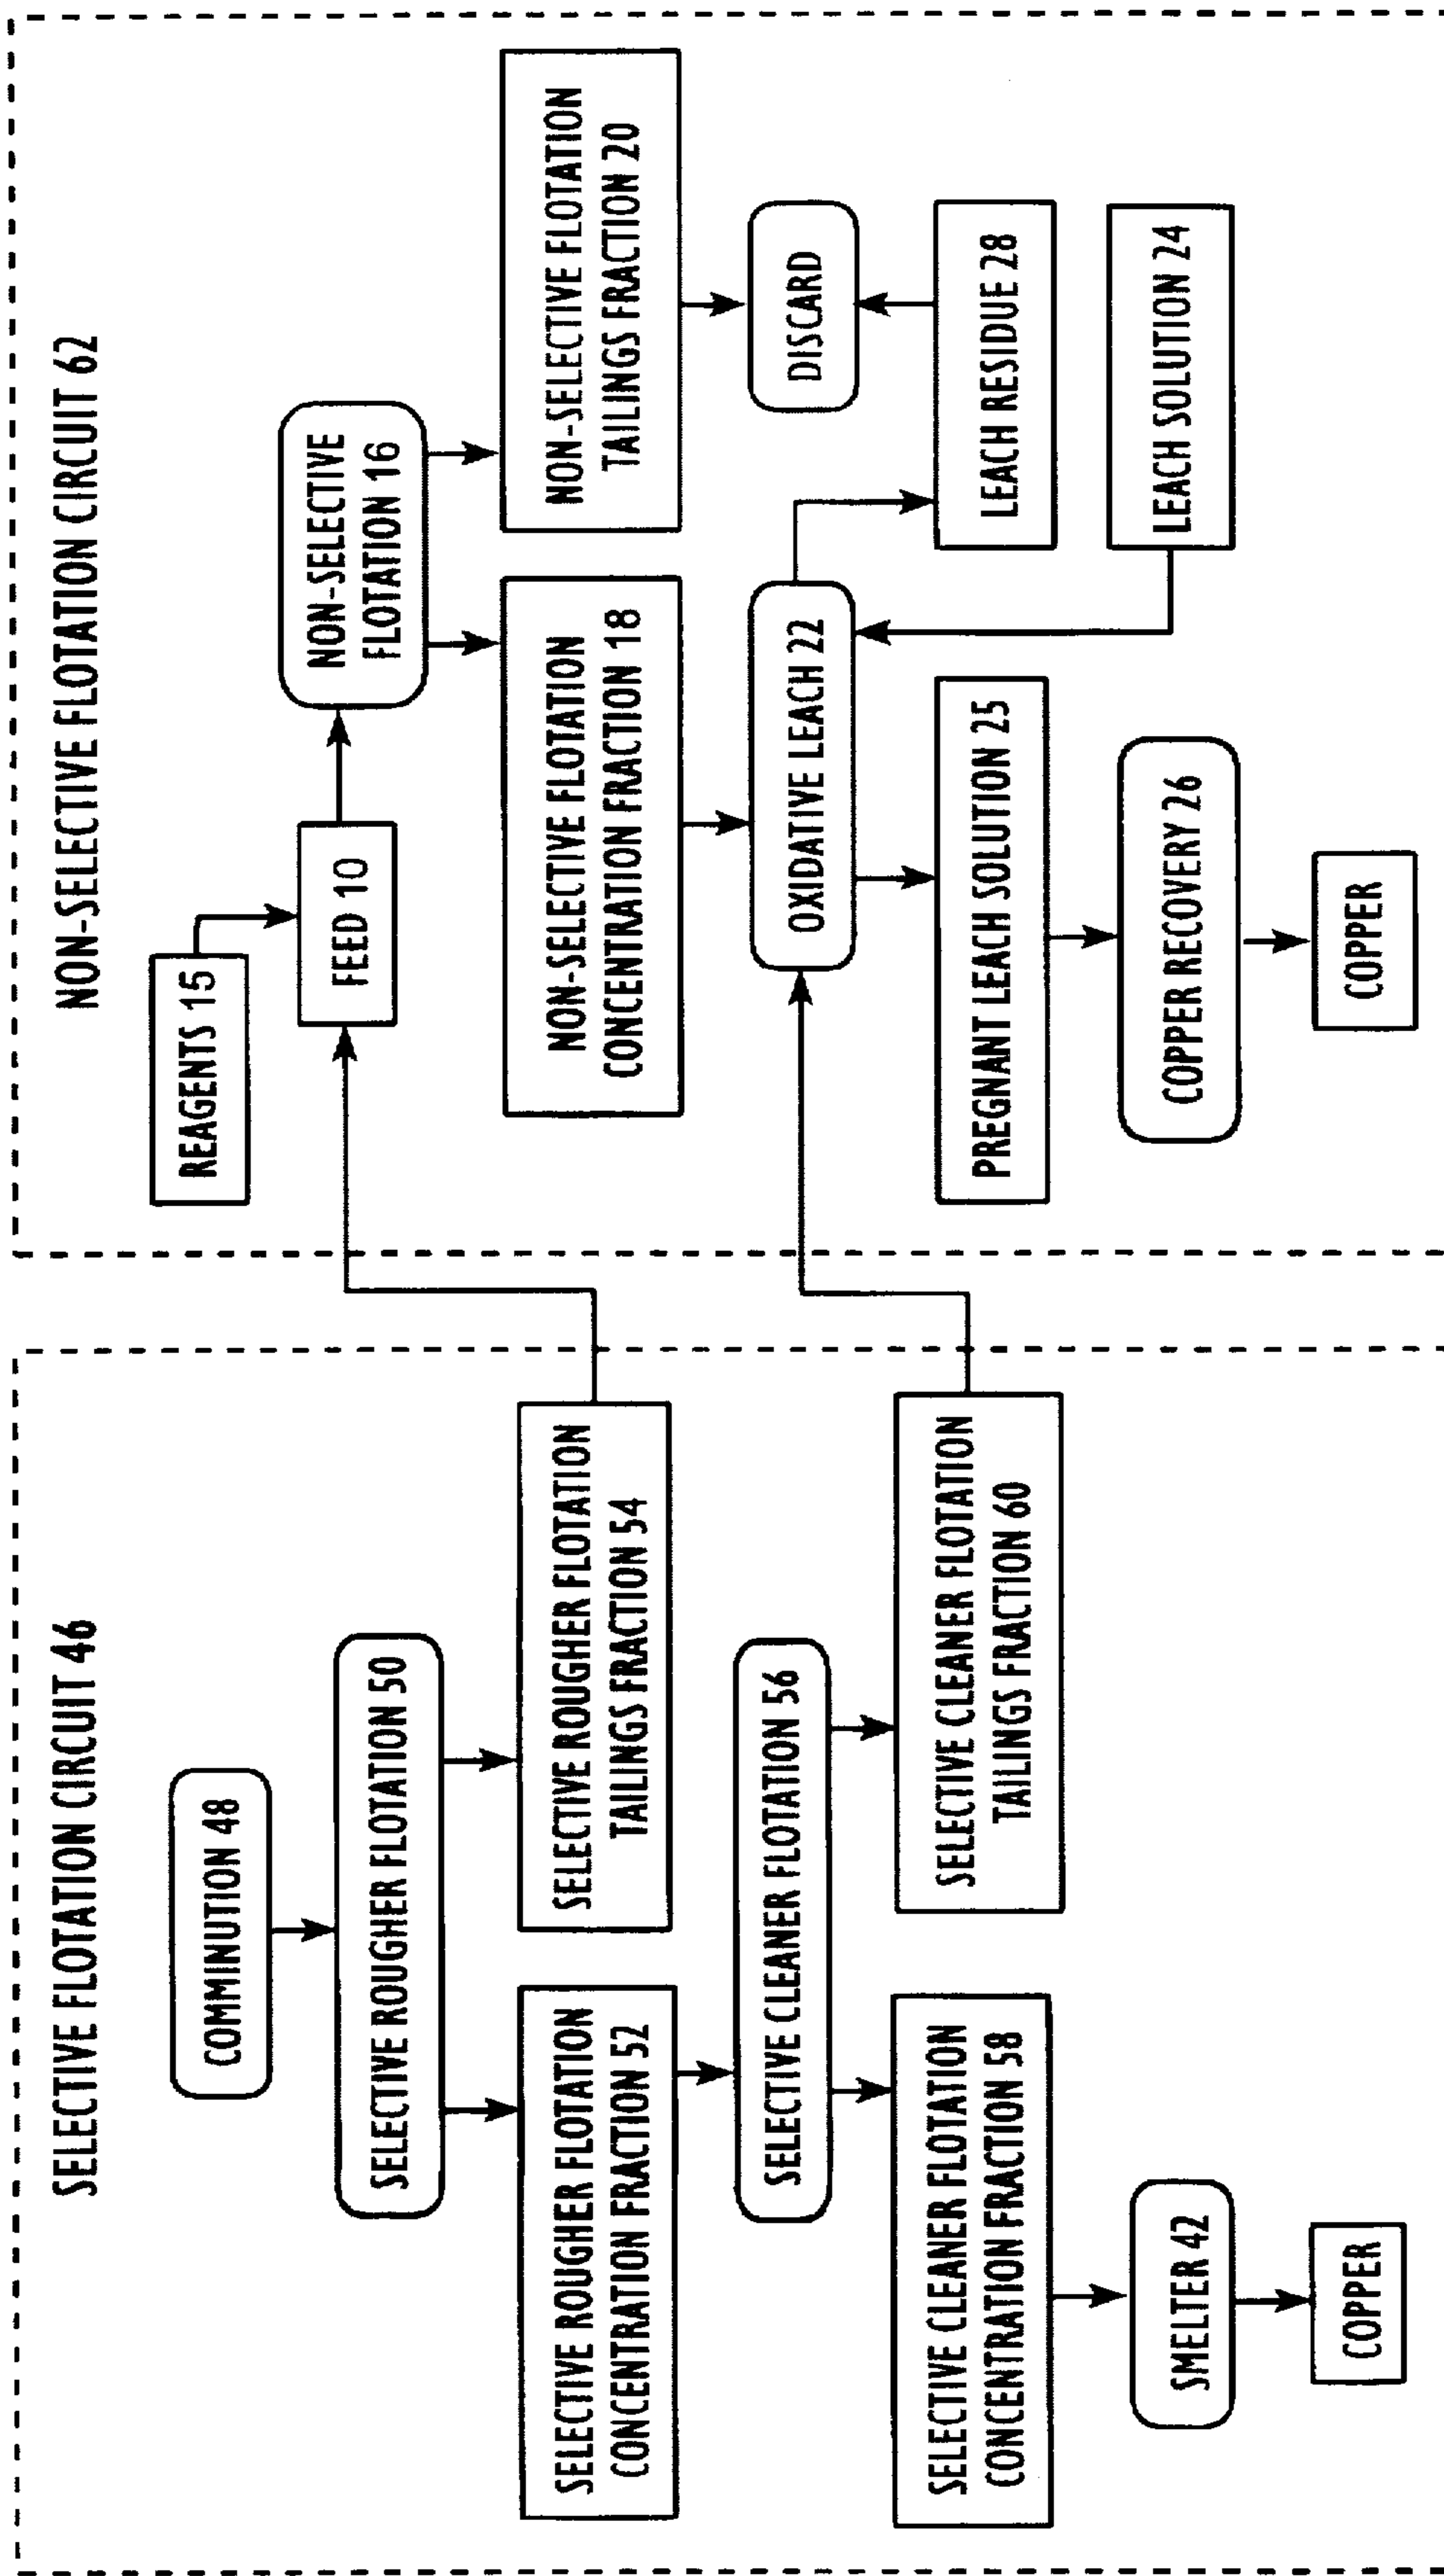 SELECTIVE FLOTATION CIRCUIT 46
COMMINUTION 48
SELECTIVE ROUGHER FLOTATION 50
SELECTIVE ROUGHER FLOTATION
CONCENTRATION FRACTION 52
SELECTIVE ROUGHER FLOTATION
TAILINGS FRACTION 54
SELECTIVE CLEANER FLOTATION 56
SELECTIVE CLEANER FLOTATION
CONCENTRATION FRACTION 58
SELECTIVE CLEANER FLOTATION
TAILINGS FRACTION 60
SMELTER 42
COPPER
NON-SELECTIVE FLOTATION CIRCUIT 62
REAGENTS 15
FEED 10
NON-SELECTIVE
FLOTATION 16
NON-SELECTIVE FLOTATION
CONCENTRATION FRACTION 18
NON-SELECTIVE FLOTATION
TAILINGS FRACTION 20
OXIDATIVE LEACH 22
DISCARD
PREGNANT LEACH SOLUTION 25
LEACH RESIDUE 28
COPPER RECOVERY 26
LEACH SOLUTION 24
COPPER